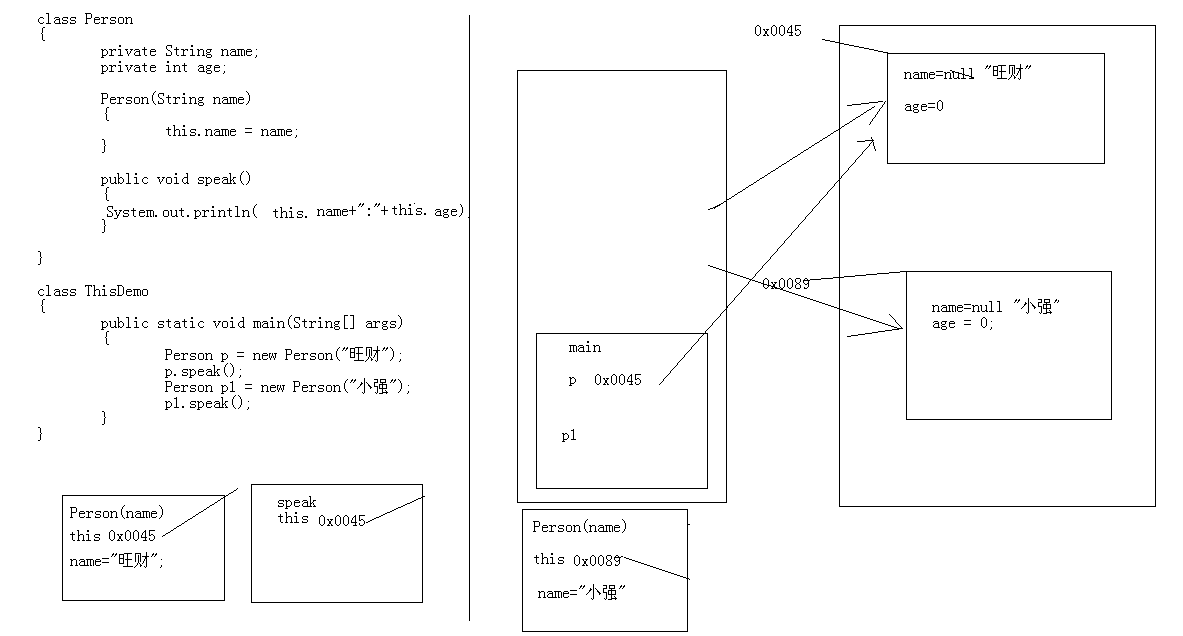 class Person
{
private String name;
private int age;
Person(String name)
{
this.name = name;
}
public void speak()
{
System.out.println( this. name+":"+this. age)
}
}
class ThisDemo
{
public static void main(String[] args)
{
Person p = new Person("旺财");
p.speak();
Person p1 = new Person("小强");
p1.speak();
}
}
Person(name)
this 0x0045
name="旺财";
speak
this 0x0045
main
p 0x0045
p1
Person(name)
this 0x0089
name="小强"
0x0045
name=null "旺财"
age=0
0x0089
name=null "小强"
age = 0;